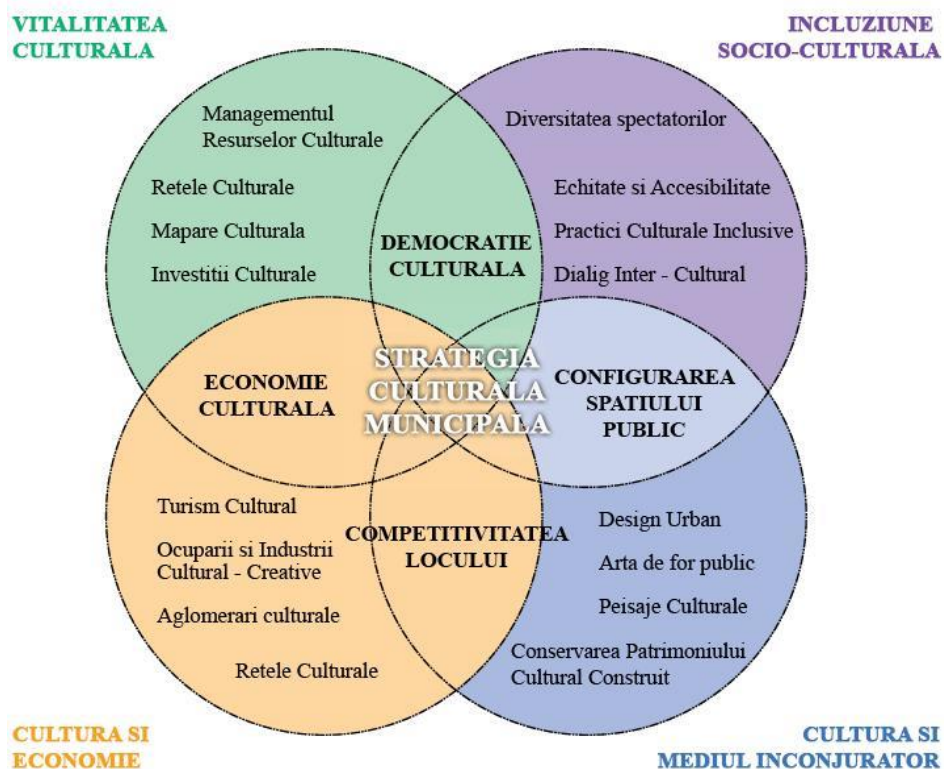 VITALITATEA
CULTURALA
INCLUZIUNE
SOCIO-CULTURALA
Managementul
Resurselor Culturale
Retele Culturale
Mapare Culturala
Investitii Culturale
Diversitatea spectatorilor
Echitate si Accesibilitate
Practici Culturale Inclusive
Dialig Inter - Cultural
DEMOCRATIE
CULTURALA
ECONOMIE
CULTURALA
STRATEGIA
CULTURALA
MUNICIPALA
CONFIGURAREA
SPATIULUI
PUBLIC
COMPETITIVITATEA
LOCULUI
Turism Cultural
Ocuparii si Industrii
Cultural - Creative
Aglomerari culturale
Retele Culturale
Design Urban
Arta de for public
Peisaje Culturale
Conservarea Patrimoniului
Cultural Construit
CULTURA SI
ECONOMIE
CULTURA SI
MEDIUL INCONJURATOR